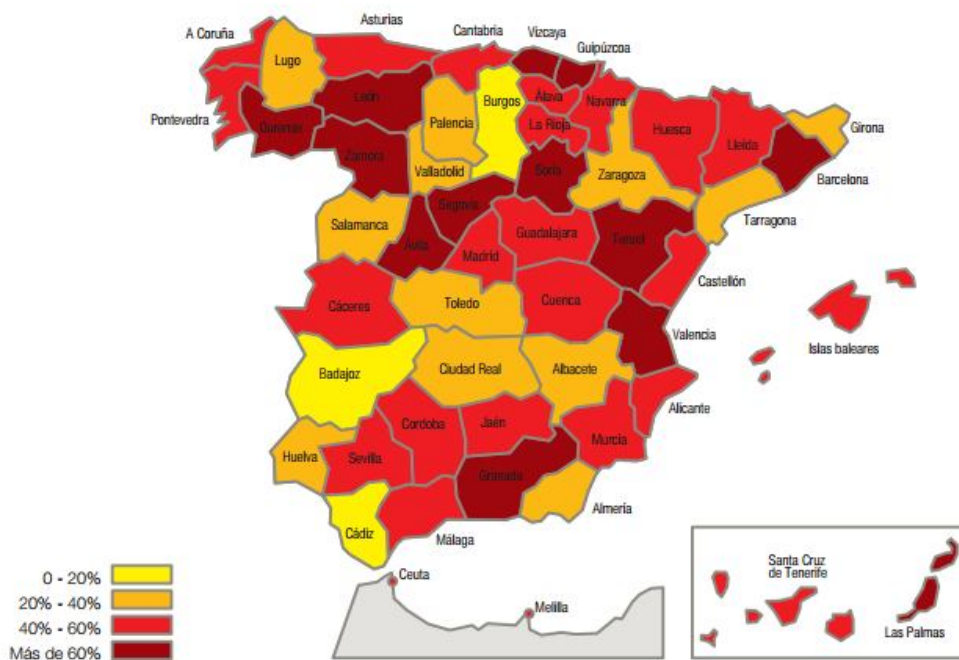 A Coruña
Asturias
Cantabria
Vizcaya
Guipúzcoa
Lugo
León
Palencia
Burgos
Álava
Navarra
Pontevedra
Ourense
La Rioja
Huesca
Lleida
Girona
Zamora
Valladolid
Soria
Zaragoza
Barcelona
Salamanca
Segovia
Tarragona
Ávila
Madrid
Guadalajara
Teruel
Castellón
Cáceres
Toledo
Cuenca
Valencia
Islas baleares
Badajoz
Ciudad Real
Albacete
Alicante
Cordoba
Jaén
Murcia
Huelva
Sevilla
Granada
Almería
Cádiz
Málaga
Ceuta
Melilla
Santa Cruz
de Tenerife
Las Palmas
0 - 20%
20% - 40%
40% - 60%
Más de 60%